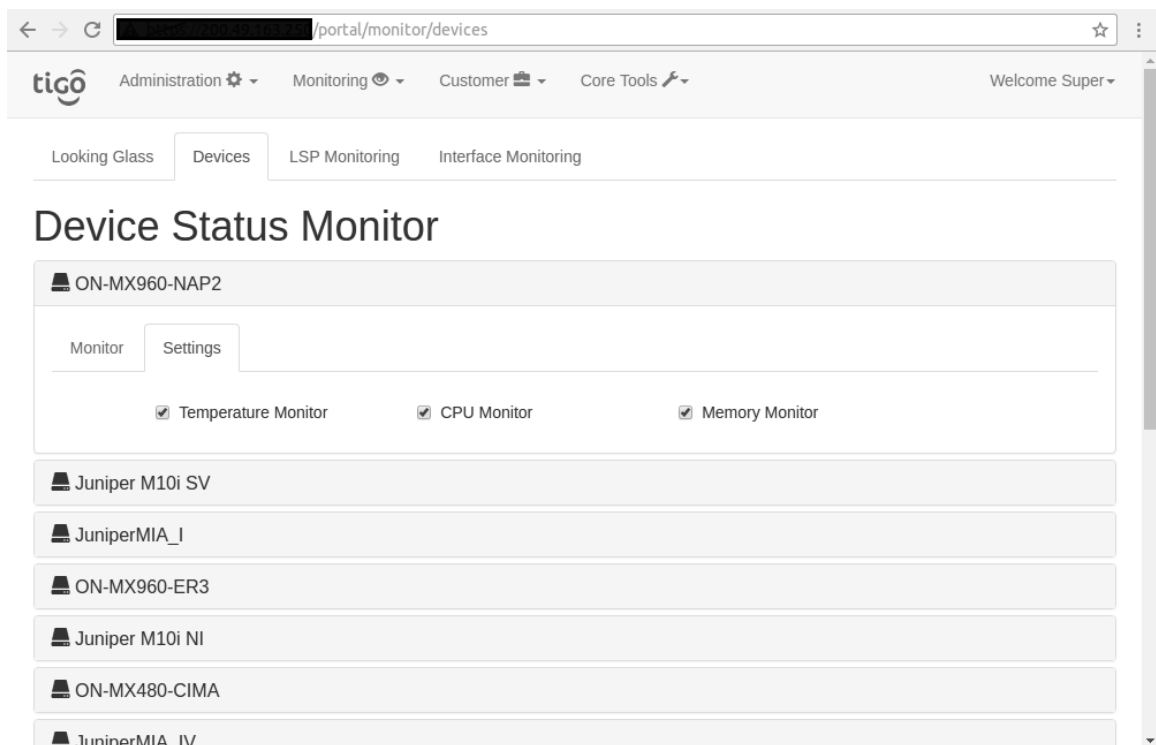 /portal/monitor/devices
tigô Administration Monitoring Customer Core Tools Welcome Super
Looking Glass Devices LSP Monitoring Interface Monitoring
Device Status Monitor
ON-MX960-NAP2
Monitor Settings
Temperature Monitor CPU Monitor Memory Monitor
Juniper M10i SV
JuniperMIA_I
ON-MX960-ER3
Juniper M10i NI
ON-MX480-CIMA
JuniperMIA_IV